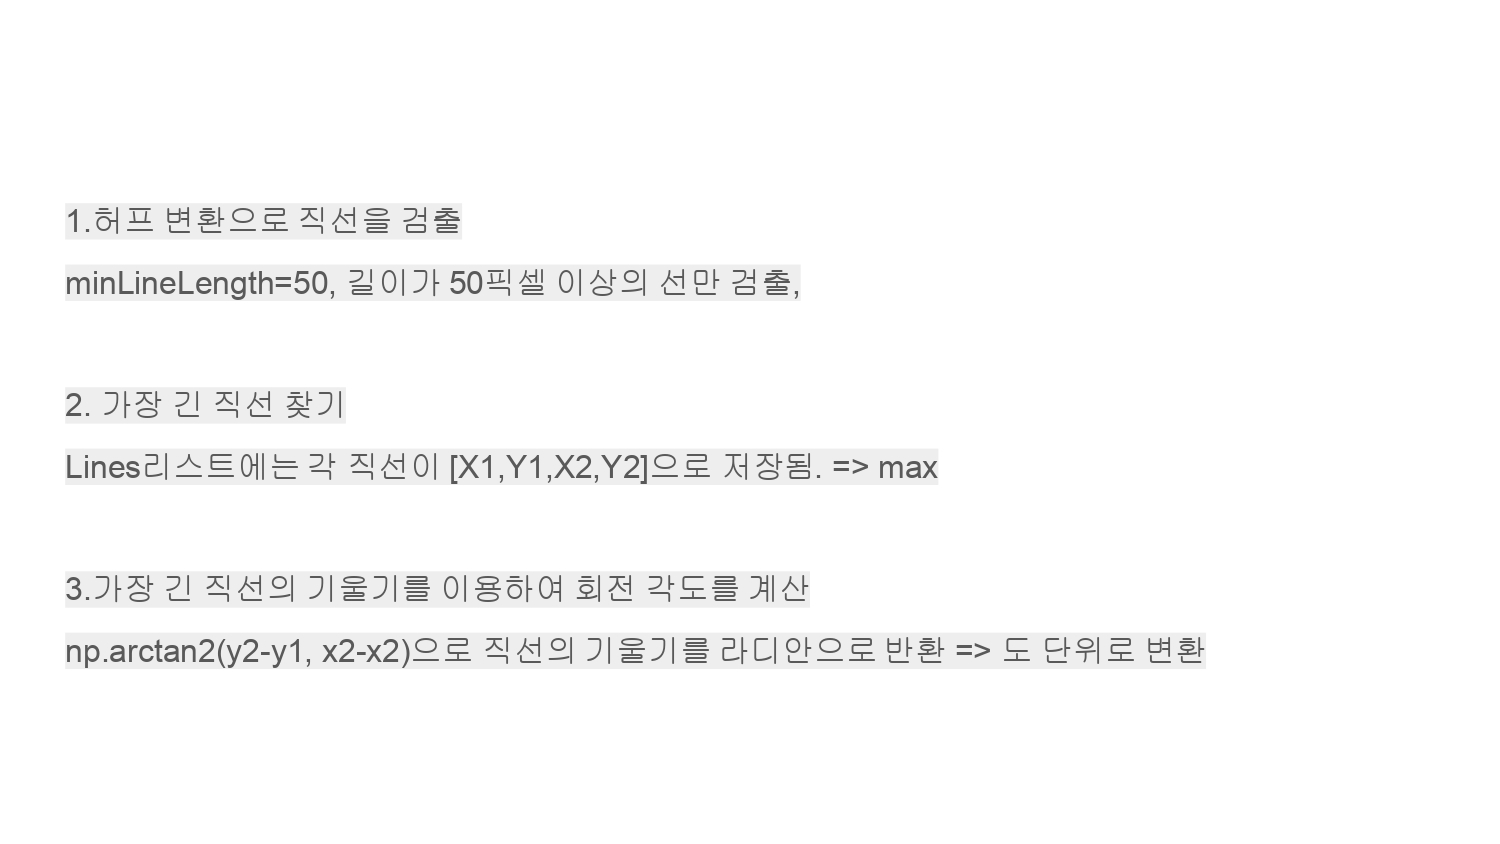 1.허프 변환으로 직선을 검출
minLineLength=50, 길이가 50픽셀 이상의 선만 검출,
2. 가장 긴 직선 찾기
Lines리스트에는 각 직선이 [X1,Y1,X2,Y2]으로 저장됨. => max
3.가장 긴 직선의 기울기를 이용하여 회전 각도를 계산
np.arctan2(y2-y1, x2-x2)으로 직선의 기울기를 라디안으로 반환 => 도 단위로 변환